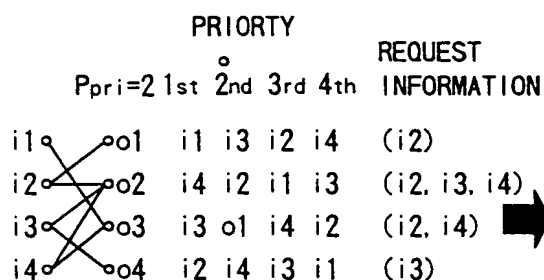 PRIORTY
REQUEST
Ppri=2 1st 2nd 3rd 4th INFORMATION
i1 o1 i1 i3 i2 i4 (i2)
i2 o2 i4 i2 i1 i3 (i2, i3, i4)
i3 o3 i3 o1 i4 i2 (i2, i4)
i4 o4 i2 i4 i3 i1 (i3)